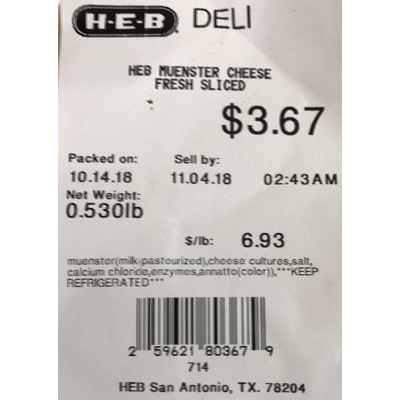 H-E-B DELI
HEB MUENSTER CHEESE
FRESH SLICED
$3.67
Packed on: Sell by:
10.14.18 11.04.18 02:43AM
Net Weight:
0.530lb
$/lb: 6.93
muenster(milk(pasteurized),cheese cultures,salt,
calcium chloride,enzymes,annatto(color)),***KEEP
REFRIGERATED***
2 59621 80367 9
714
HEB San Antonio, TX. 78204